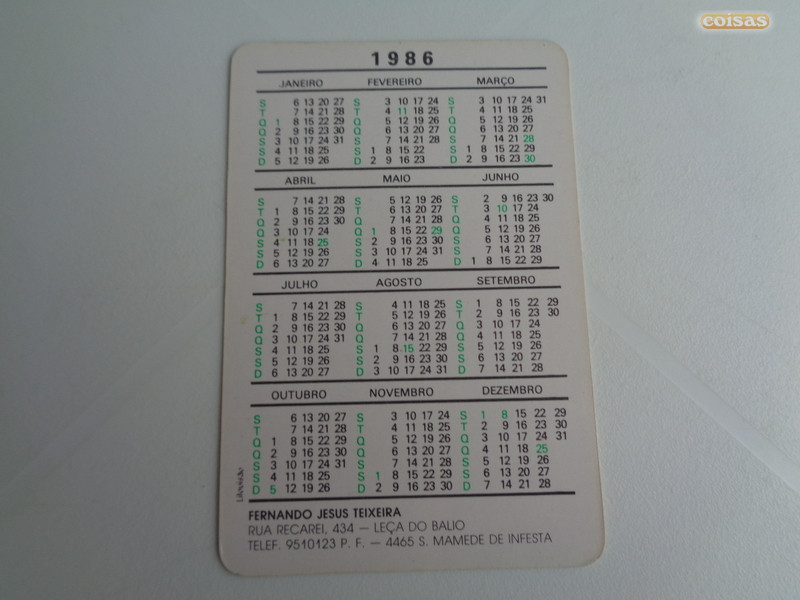 coisas
1986
JANEIRO FEVEREIRO MARÇO
S 6 13 20 27 S 3 10 17 24 S 3 10 17 24 31
T 7 14 21 28 T 4 11 18 25 T 4 11 18 25
Q 1 8 15 22 29 Q 5 12 19 26 Q 5 12 19 26
Q 2 9 16 23 30 Q 6 13 20 27 Q 6 13 20 27
S 3 10 17 24 31 S 7 14 21 28 S 7 14 21 28
S 4 11 18 25 S 1 8 15 22 S 1 8 15 22 29
D 5 12 19 26 D 2 9 16 23 D 2 9 16 23 30
ABRIL MAIO JUNHO
S 7 14 21 28 S 5 12 19 26 S 2 9 16 23 30
T 1 8 15 22 29 T 6 13 20 27 T 3 10 17 24
Q 2 9 16 23 30 Q 7 14 21 28 Q 4 11 18 25
Q 3 10 17 24 Q 1 8 15 22 29 Q 5 12 19 26
S 4 11 18 25 S 2 9 16 23 30 S 6 13 20 27
S 5 12 19 26 S 3 10 17 24 31 S 7 14 21 28
D 6 13 20 27 D 4 11 18 25 D 1 8 15 22 29
JULHO AGOSTO SETEMBRO
S 7 14 21 28 S 4 11 18 25 S 1 8 15 22 29
T 1 8 15 22 29 T 5 12 19 26 T 2 9 16 23 30
Q 2 9 16 23 30 Q 6 13 20 27 Q 3 10 17 24
Q 3 10 17 24 31 Q 7 14 21 28 Q 4 11 18 25
S 4 11 18 25 S 1 8 15 22 29 S 5 12 19 26
S 5 12 19 26 S 2 9 16 23 30 S 6 13 20 27
D 6 13 20 27 D 3 10 17 24 31 D 7 14 21 28
OUTUBRO NOVEMBRO DEZEMBRO
S 6 13 20 27 S 3 10 17 24 S 1 8 15 22 29
T 7 14 21 28 T 4 11 18 25 T 2 9 16 23 30
Q 1 8 15 22 29 Q 5 12 19 26 Q 3 10 17 24 31
Q 2 9 16 23 30 Q 6 13 20 27 Q 4 11 18 25
S 3 10 17 24 31 S 7 14 21 28 S 5 12 19 26
S 4 11 18 25 S 1 8 15 22 29 S 6 13 20 27
D 5 12 19 26 D 2 9 16 23 30 D 7 14 21 28
FERNANDO JESUS TEIXEIRA
RUA RECAREI, 434 — LEÇA DO BALIO
TELEF. 9510123 P. F. — 4465 S. MAMEDE DE INFESTA